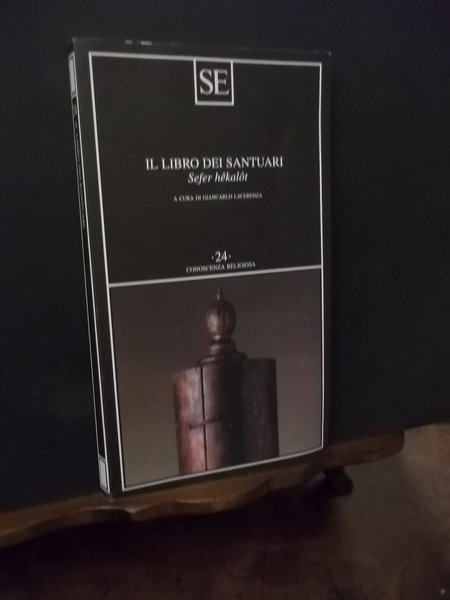 SE
IL LIBRO DEI SANTUARI
Sefer hêkalôt
A CURA DI GIANCARLO LACERENZA
·24·
CONOSCENZA RELIGIOSA